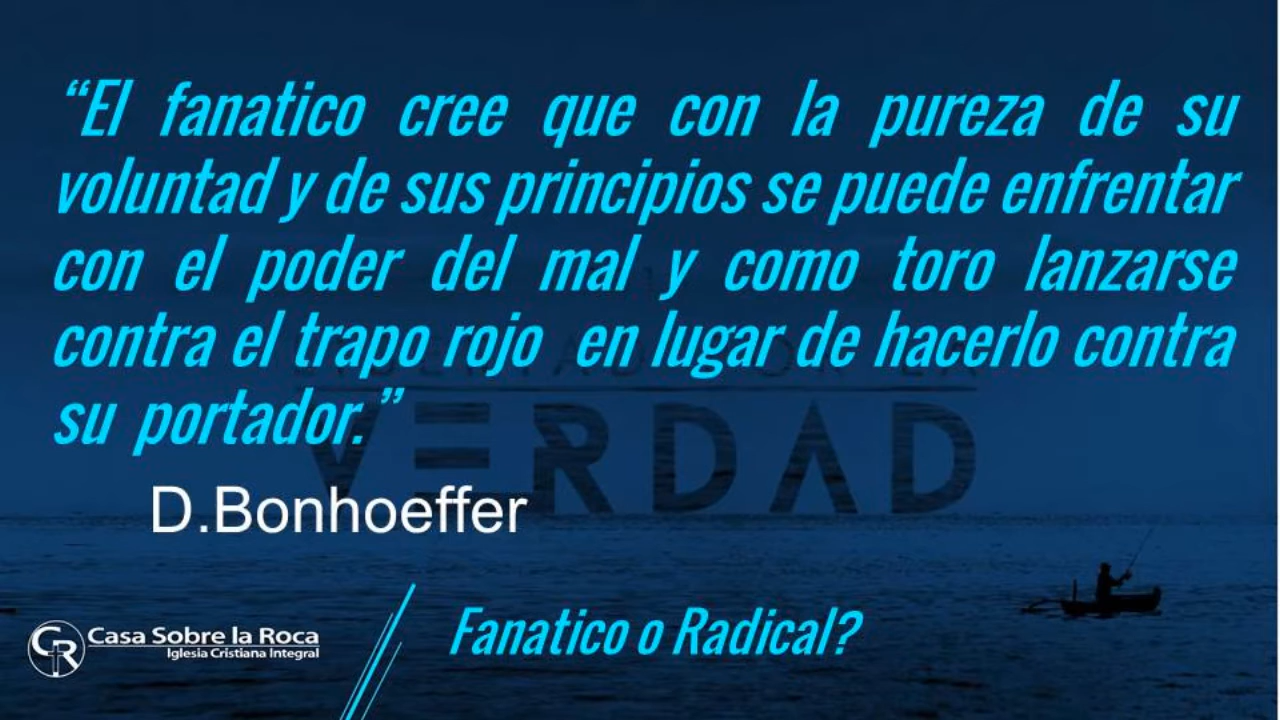 “El fanatico cree que con la pureza de su
voluntad y de sus principios se puede enfrentar
con el poder del mal y como toro lanzarse
contra el trapo rojo en lugar de hacerlo contra
su portador.”
VERDAD
D.Bonhoeffer
Fanatico o Radical?
CR
Casa Sobre la Roca
Iglesia Cristiana Integral